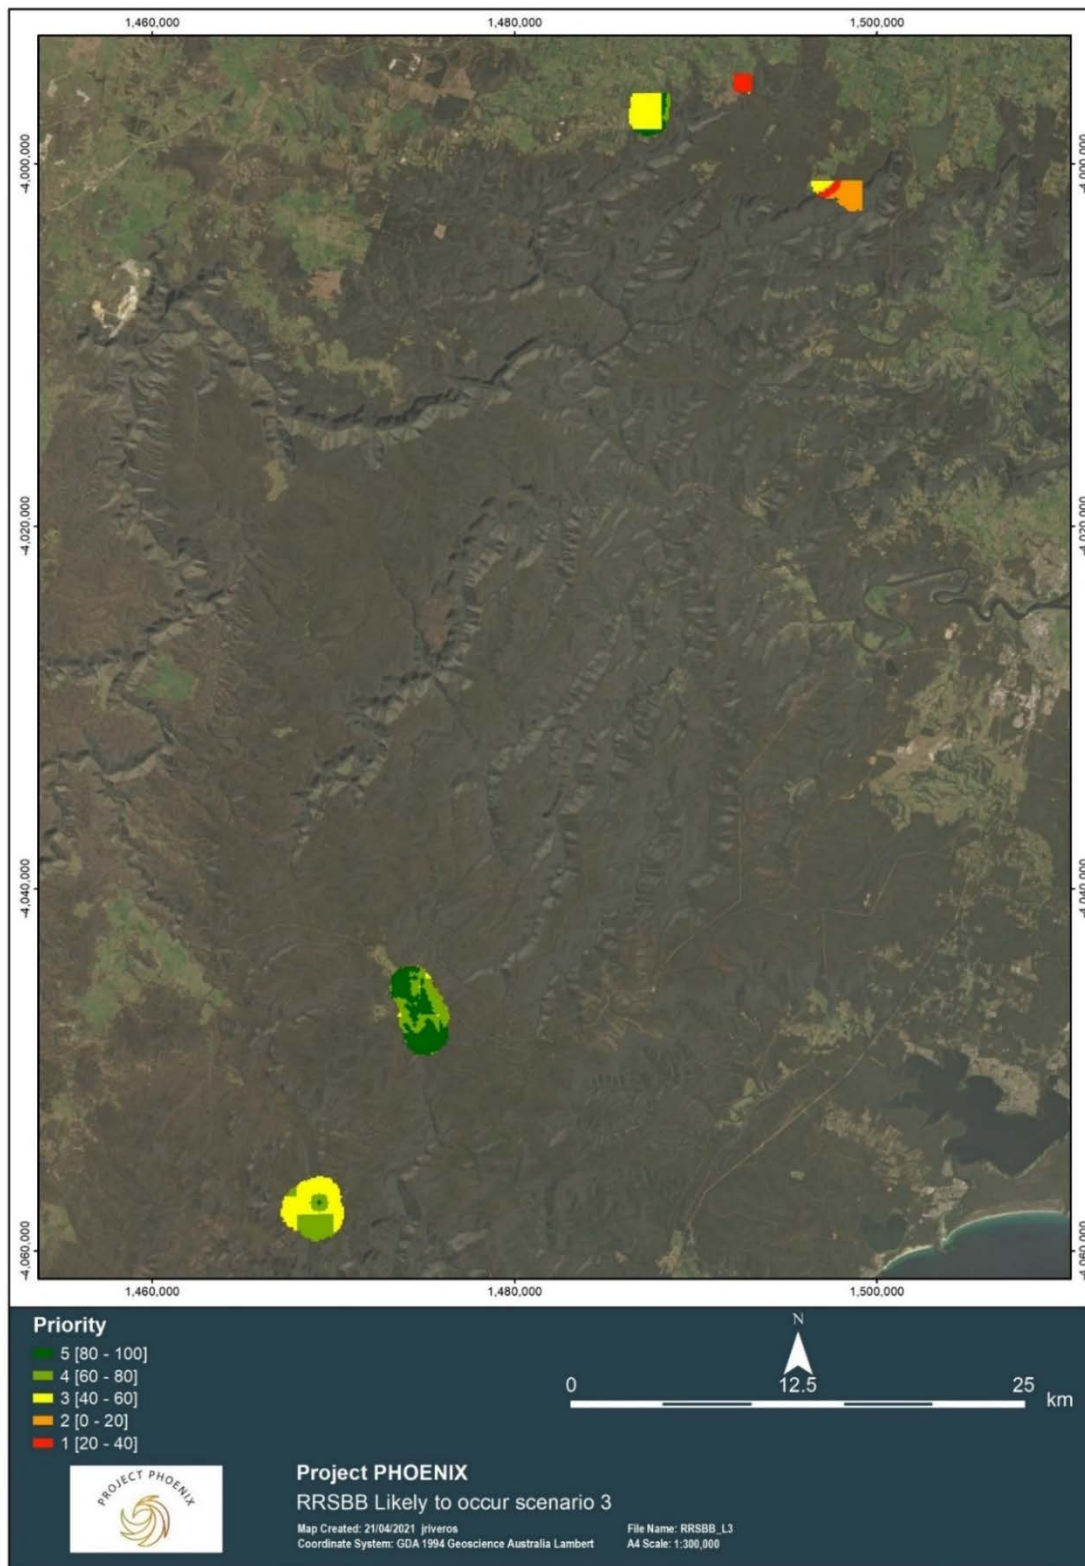 1,460,000 1,480,000 1,500,000
-4,000,000
-4,000,000
-4,020,000
-4,020,000
-4,040,000
-4,040,000
-4,060,000
-4,060,000
1,460,000 1,480,000 1,500,000
Priority
5 [80 - 100]
4 [60 - 80]
3 [40 - 60]
2 [0 - 20]
1 [20 - 40]
N
0 12.5 25
km
PROJECT PHOENIX
Project PHOENIX
RRSBB Likely to occur scenario 3
Map Created: 21/04/2021 jriveros File Name: RRSBB_L3
Coordinate System: GDA 1994 Geoscience Australia Lambert A4 Scale: 1:300,000